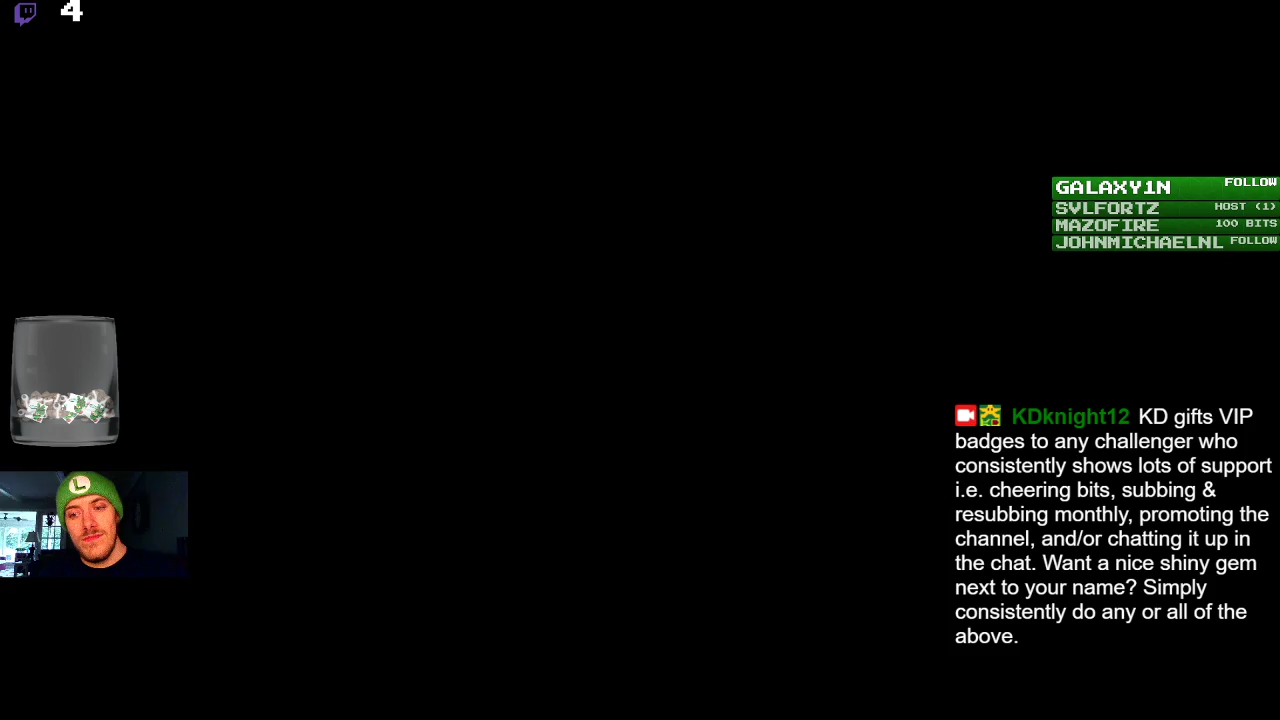 4
GALAXY1N FOLLOW
SVLFORTZ HOST (1)
MAZOFIRE 100 BITS
JOHNMICHAELNL FOLLOW
KDknight12 KD gifts VIP
badges to any challenger who
consistently shows lots of support
i.e. cheering bits, subbing &
resubbing monthly, promoting the
channel, and/or chatting it up in
the chat. Want a nice shiny gem
next to your name? Simply
consistently do any or all of the
above.
L